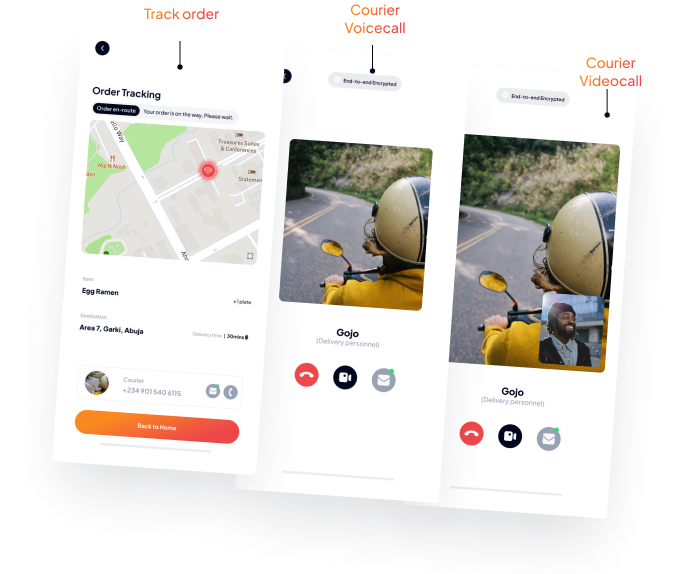 Track order
Courier
Voicecall
Courier
Videocall
Order Tracking
Order en-route
Your order is on the way. Please wait.
Treasures Suites
& Conferences
Nia N Nosh
Item
Egg Ramen
x 1 plate
Destination
Area 7, Garki, Abuja
Delivery time | 30mins
Courier
+234 901 540 6115
Back to Home
End-to-end Encrypted
Gojo
(Delivery personnel)
End-to-end Encrypted
Gojo
(Delivery personnel)